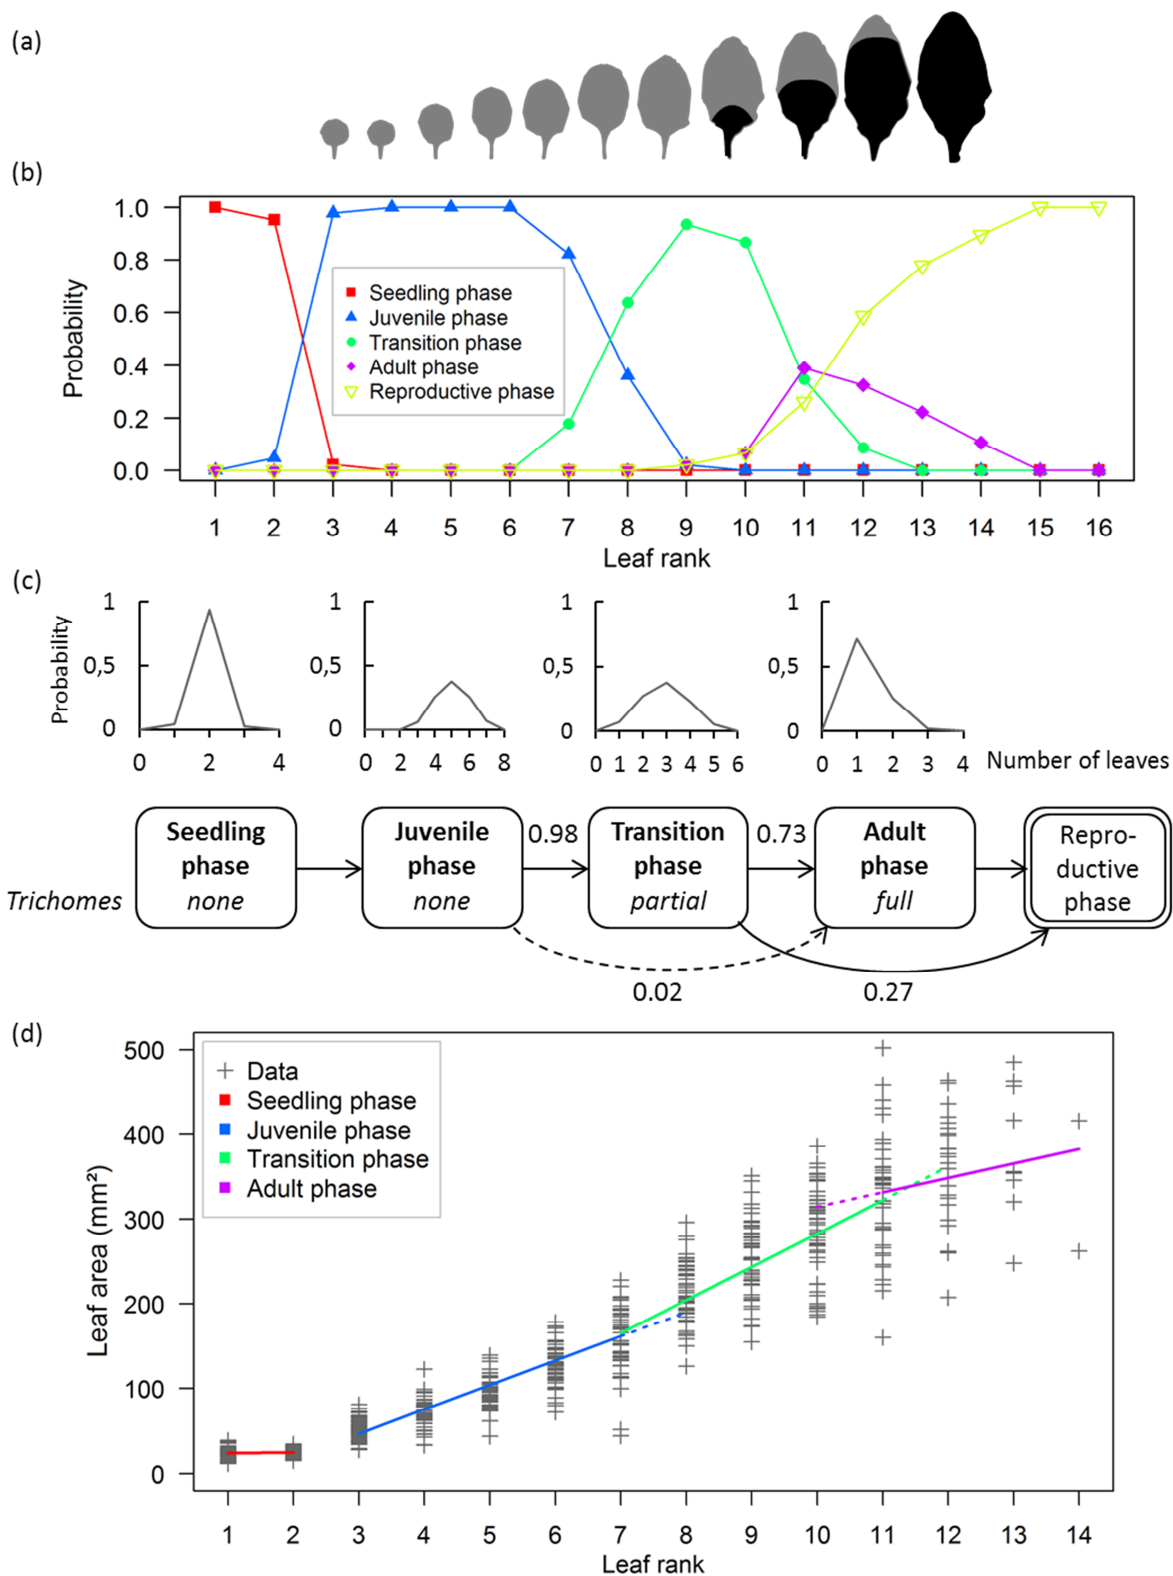 (a)
(b)
1.0
0.8
0.6
0.4
0.2
0.0
Probability
Seedling phase
Juvenile phase
Transition phase
Adult phase
Reproductive phase
1 2 3 4 5 6 7 8 9 10 11 12 13 14 15 16
Leaf rank
(c)
Probability
1 1 1 1
0,5 0,5 0,5 0,5
0 0 0 0
0 2 4 0 2 4 6 8 0 1 2 3 4 5 6 0 1 2 3 4 Number of leaves
Seedling phase none
Juvenile phase none
Transition phase partial
Adult phase full
Repro-
ductive
phase
Trichomes
0.98 0.73
0.02 0.27
(d)
500
400
300
200
100
0
Leaf area (mm²)
Data
Seedling phase
Juvenile phase
Transition phase
Adult phase
1 2 3 4 5 6 7 8 9 10 11 12 13 14
Leaf rank